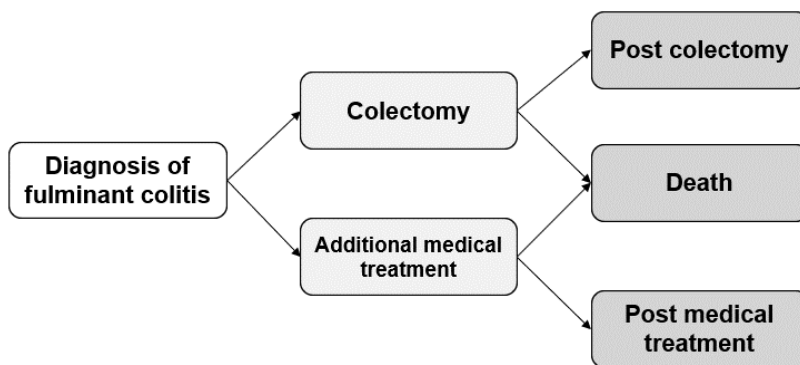 Diagnosis of
fulminant colitis
Colectomy
Additional medical
treatment
Post colectomy
Death
Post medical
treatment